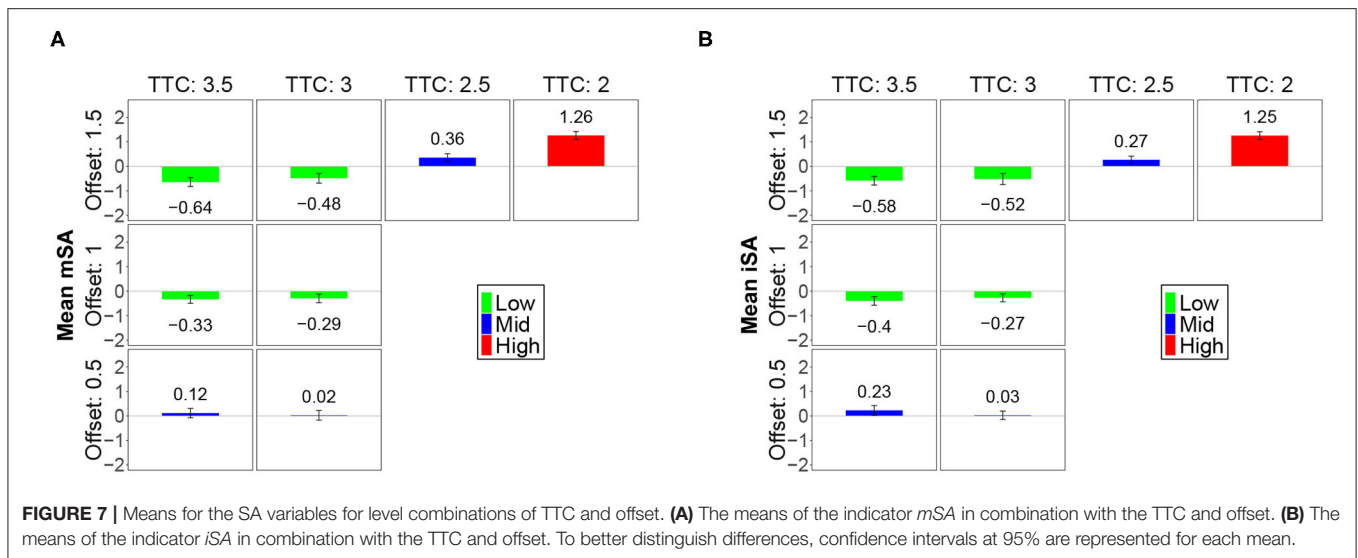 A
TTC: 3.5 TTC: 3 TTC: 2.5 TTC: 2
Mean mSA
Offset: 1.5
2
1
0
−1
−2
−0.64 −0.48 0.36 1.26
Offset: 1
2
1
0
−1
−2
−0.33 −0.29
Offset: 0.5
2
1
0
−1
−2
0.12 0.02
Low
Mid
High
B
TTC: 3.5 TTC: 3 TTC: 2.5 TTC: 2
Mean iSA
Offset: 1.5
2
1
0
−1
−2
−0.58 −0.52 0.27 1.25
Offset: 1
2
1
0
−1
−2
−0.4 −0.27
Offset: 0.5
2
1
0
−1
−2
0.23 0.03
Low
Mid
High
FIGURE 7 | Means for the SA variables for level combinations of TTC and offset. (A) The means of the indicator mSA in combination with the TTC and offset. (B) The
means of the indicator iSA in combination with the TTC and offset. To better distinguish differences, confidence intervals at 95% are represented for each mean.